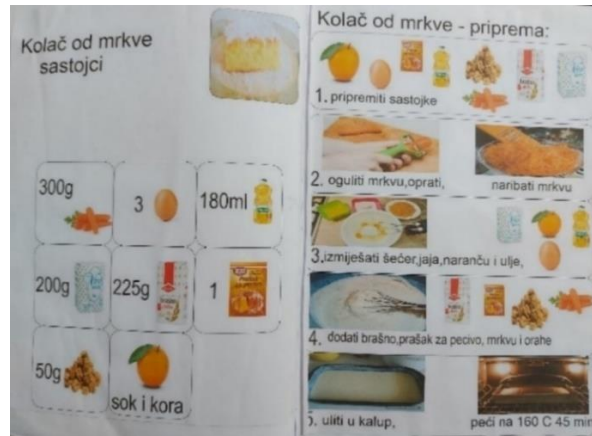 Kolač od mrkve
sastojci
300g
3
180ml
200g
225g
1
50g
sok i kora
Kolač od mrkve - priprema:
1. pripremiti sastojke
2. oguliti mrkvu,oprati,
naribati mrkvu
3.izmiješati šećer,jaja,naranču i ulje,
4. dodati brašno,prašak za pecivo, mrkvu i orahe
5. uliti u kalup,
peći na 160 C 45 min